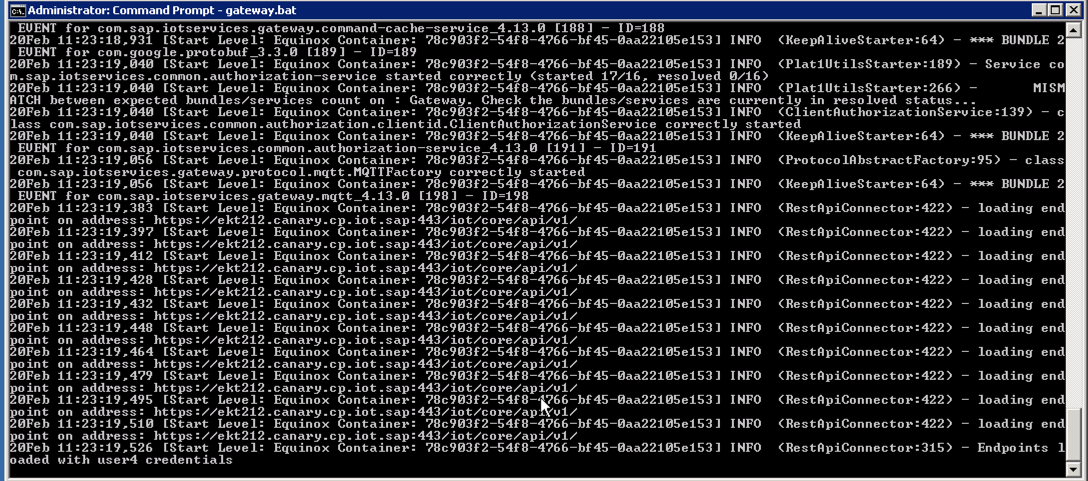 Administrator: Command Prompt - gateway.bat
EVENT for com.sap.iotservices.gateway.command-cache-service_4.13.0 [188] - ID=188
20Feb 11:23:18,931 [Start Level: Equinox Container: 78c903f2-54f8-4766-bf45-0aa22105e153] INFO  (KeepAliveStarter:64) - *** BUNDLE 2
EVENT for com.google.protobuf_3.3.0 [189] - ID=189
20Feb 11:23:19,040 [Start Level: Equinox Container: 78c903f2-54f8-4766-bf45-0aa22105e153] INFO  (Plat1UtilsStarter:189) - Service co
m.sap.iotservices.common.authorization-service started correctly (started 17/16, resolved 0/16)
20Feb 11:23:19,040 [Start Level: Equinox Container: 78c903f2-54f8-4766-bf45-0aa22105e153] INFO  (Plat1UtilsStarter:266) -       MISM
ATCH between expected bundles/services count on : Gateway. Check the bundles/services are currently in resolved status...
20Feb 11:23:19,040 [Start Level: Equinox Container: 78c903f2-54f8-4766-bf45-0aa22105e153] INFO  (ClientAuthorizationService:139) - c
lass com.sap.iotservices.common.authorization.clientid.ClientAuthorizationService correctly started
20Feb 11:23:19,040 [Start Level: Equinox Container: 78c903f2-54f8-4766-bf45-0aa22105e153] INFO  (KeepAliveStarter:64) - *** BUNDLE 2
EVENT for com.sap.iotservices.common.authorization-service_4.13.0 [191] - ID=191
20Feb 11:23:19,056 [Start Level: Equinox Container: 78c903f2-54f8-4766-bf45-0aa22105e153] INFO  (ProtocolAbstractFactory:95) - class
com.sap.iotservices.gateway.protocol.mqtt.MQTTFactory correctly started
20Feb 11:23:19,056 [Start Level: Equinox Container: 78c903f2-54f8-4766-bf45-0aa22105e153] INFO  (KeepAliveStarter:64) - *** BUNDLE 2
EVENT for com.sap.iotservices.gateway.mqtt_4.13.0 [198] - ID=198
20Feb 11:23:19,383 [Start Level: Equinox Container: 78c903f2-54f8-4766-bf45-0aa22105e153] INFO  (RestApiConnector:422) - loading end
point on address: https://ekt212.canary.cp.iot.sap:443/iot/core/api/v1/
20Feb 11:23:19,397 [Start Level: Equinox Container: 78c903f2-54f8-4766-bf45-0aa22105e153] INFO  (RestApiConnector:422) - loading end
point on address: https://ekt212.canary.cp.iot.sap:443/iot/core/api/v1/
20Feb 11:23:19,412 [Start Level: Equinox Container: 78c903f2-54f8-4766-bf45-0aa22105e153] INFO  (RestApiConnector:422) - loading end
point on address: https://ekt212.canary.cp.iot.sap:443/iot/core/api/v1/
20Feb 11:23:19,428 [Start Level: Equinox Container: 78c903f2-54f8-4766-bf45-0aa22105e153] INFO  (RestApiConnector:422) - loading end
point on address: https://ekt212.canary.cp.iot.sap:443/iot/core/api/v1/
20Feb 11:23:19,432 [Start Level: Equinox Container: 78c903f2-54f8-4766-bf45-0aa22105e153] INFO  (RestApiConnector:422) - loading end
point on address: https://ekt212.canary.cp.iot.sap:443/iot/core/api/v1/
20Feb 11:23:19,448 [Start Level: Equinox Container: 78c903f2-54f8-4766-bf45-0aa22105e153] INFO  (RestApiConnector:422) - loading end
point on address: https://ekt212.canary.cp.iot.sap:443/iot/core/api/v1/
20Feb 11:23:19,464 [Start Level: Equinox Container: 78c903f2-54f8-4766-bf45-0aa22105e153] INFO  (RestApiConnector:422) - loading end
point on address: https://ekt212.canary.cp.iot.sap:443/iot/core/api/v1/
20Feb 11:23:19,479 [Start Level: Equinox Container: 78c903f2-54f8-4766-bf45-0aa22105e153] INFO  (RestApiConnector:422) - loading end
point on address: https://ekt212.canary.cp.iot.sap:443/iot/core/api/v1/
20Feb 11:23:19,495 [Start Level: Equinox Container: 78c903f2-54f8-4766-bf45-0aa22105e153] INFO  (RestApiConnector:422) - loading end
point on address: https://ekt212.canary.cp.iot.sap:443/iot/core/api/v1/
20Feb 11:23:19,510 [Start Level: Equinox Container: 78c903f2-54f8-4766-bf45-0aa22105e153] INFO  (RestApiConnector:422) - loading end
point on address: https://ekt212.canary.cp.iot.sap:443/iot/core/api/v1/
20Feb 11:23:19,526 [Start Level: Equinox Container: 78c903f2-54f8-4766-bf45-0aa22105e153] INFO  (RestApiConnector:315) - Endpoints l
oaded with user4 credentials